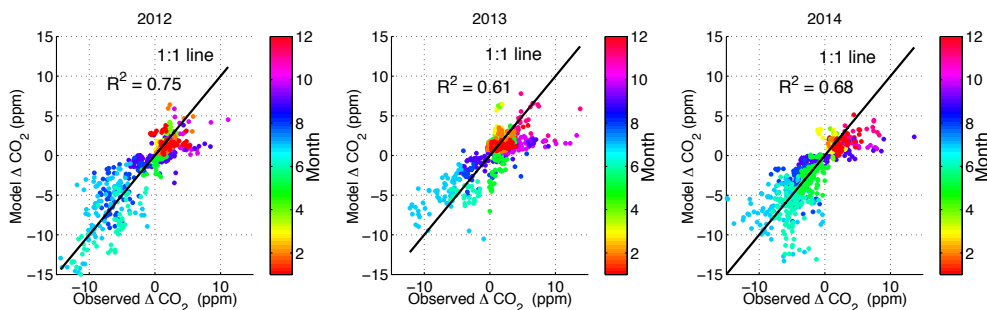 2012
1:1 line
R² = 0.75
Model Δ CO₂ (ppm)
15
10
5
0
−5
−10
−15
−10 0 10
Observed Δ CO₂ (ppm)
12
10
8
6
4
2
Month
2013
1:1 line
R² = 0.61
Model Δ CO₂ (ppm)
15
10
5
0
−5
−10
−15
−10 0 10
Observed Δ CO₂ (ppm)
12
10
8
6
4
2
Month
2014
1:1 line
R² = 0.68
Model Δ CO₂ (ppm)
15
10
5
0
−5
−10
−15
−10 0 10
Observed Δ CO₂ (ppm)
12
10
8
6
4
2
Month